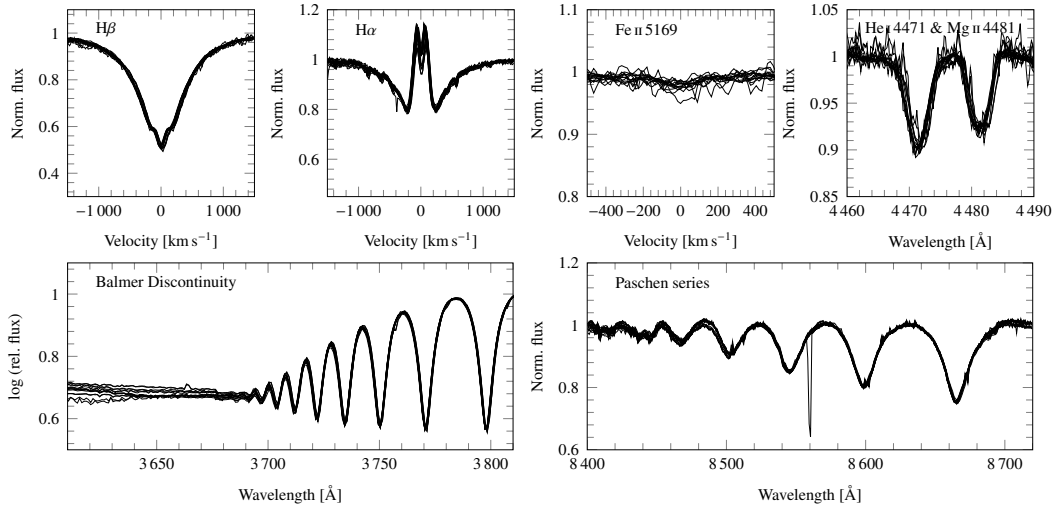 Hβ
Norm. flux
1
0.8
0.6
0.4
−1 000 0 1 000
Velocity [km s⁻¹]
Hα
Norm. flux
1.2
1
0.8
0.6
−1 000 0 1 000
Velocity [km s⁻¹]
Fe II 5169
Norm. flux
1.1
1
0.9
0.8
−400 −200 0 200 400
Velocity [km s⁻¹]
He I 4471 & Mg II 4481
Norm. flux
1.05
1
0.95
0.9
0.85
4 460 4 470 4 480 4 490
Wavelength [Å]
Balmer Discontinuity
log (rel. flux)
1
0.8
0.6
3 650 3 700 3 750 3 800
Wavelength [Å]
Paschen series
Norm. flux
1.2
1
0.8
0.6
8 400 8 500 8 600 8 700
Wavelength [Å]